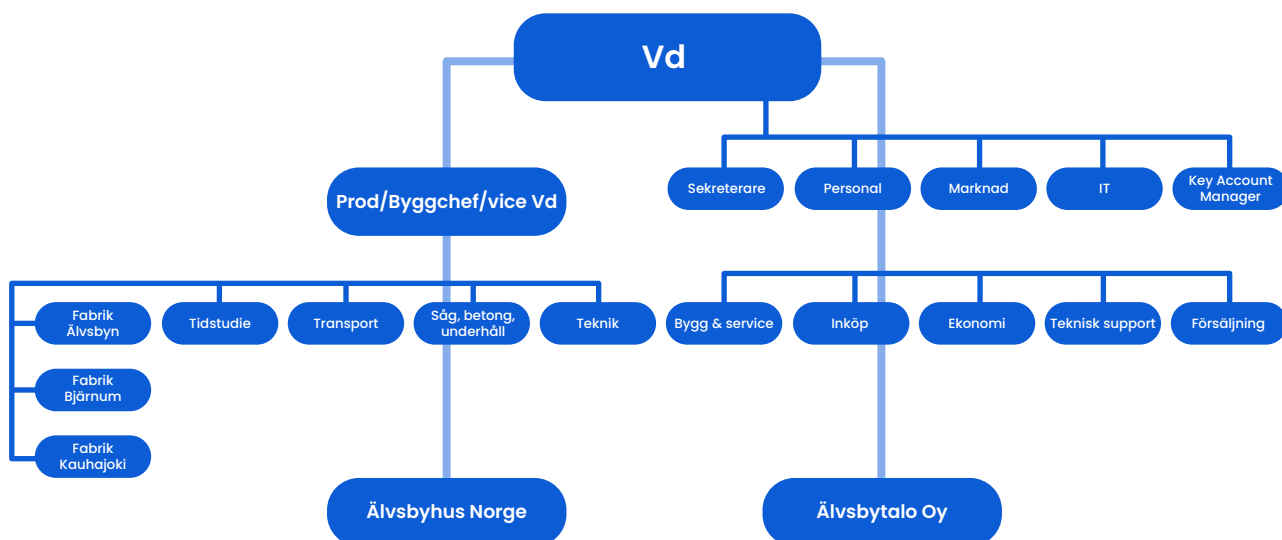 Vd
Sekreterare
Personal
Marknad
IT
Key Account
Manager
Prod/Byggchef/vice Vd
Fabrik
Älvsbyn
Tidstudie
Transport
Såg, betong,
underhåll
Teknik
Bygg & service
Inköp
Ekonomi
Teknisk support
Försäljning
Fabrik
Bjärnum
Fabrik
Kauhajoki
Älvsbyhus Norge
Älvsbytalo Oy